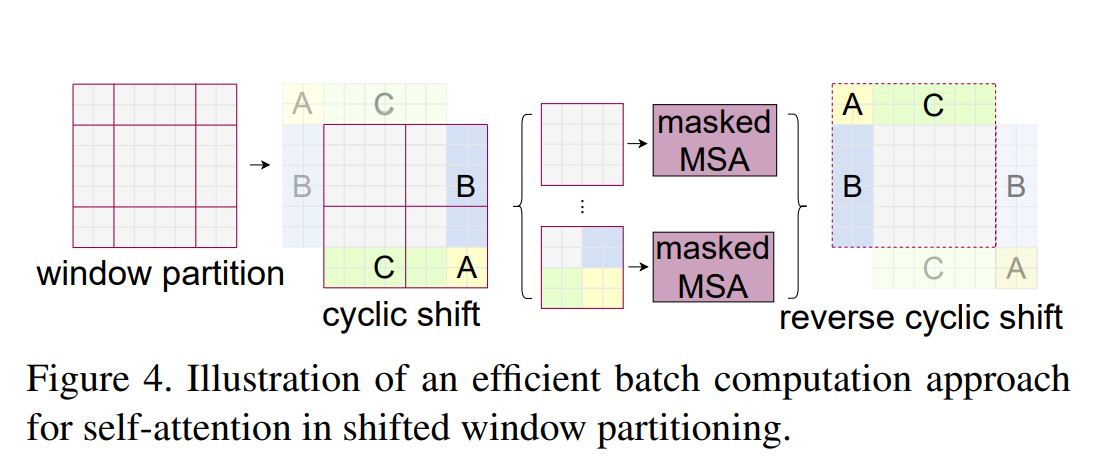 A
C
B
B
C
A
window partition
cyclic shift
masked
MSA
⋮
masked
MSA
A
C
B
B
C
A
reverse cyclic shift
Figure 4. Illustration of an efficient batch computation approach
for self-attention in shifted window partitioning.